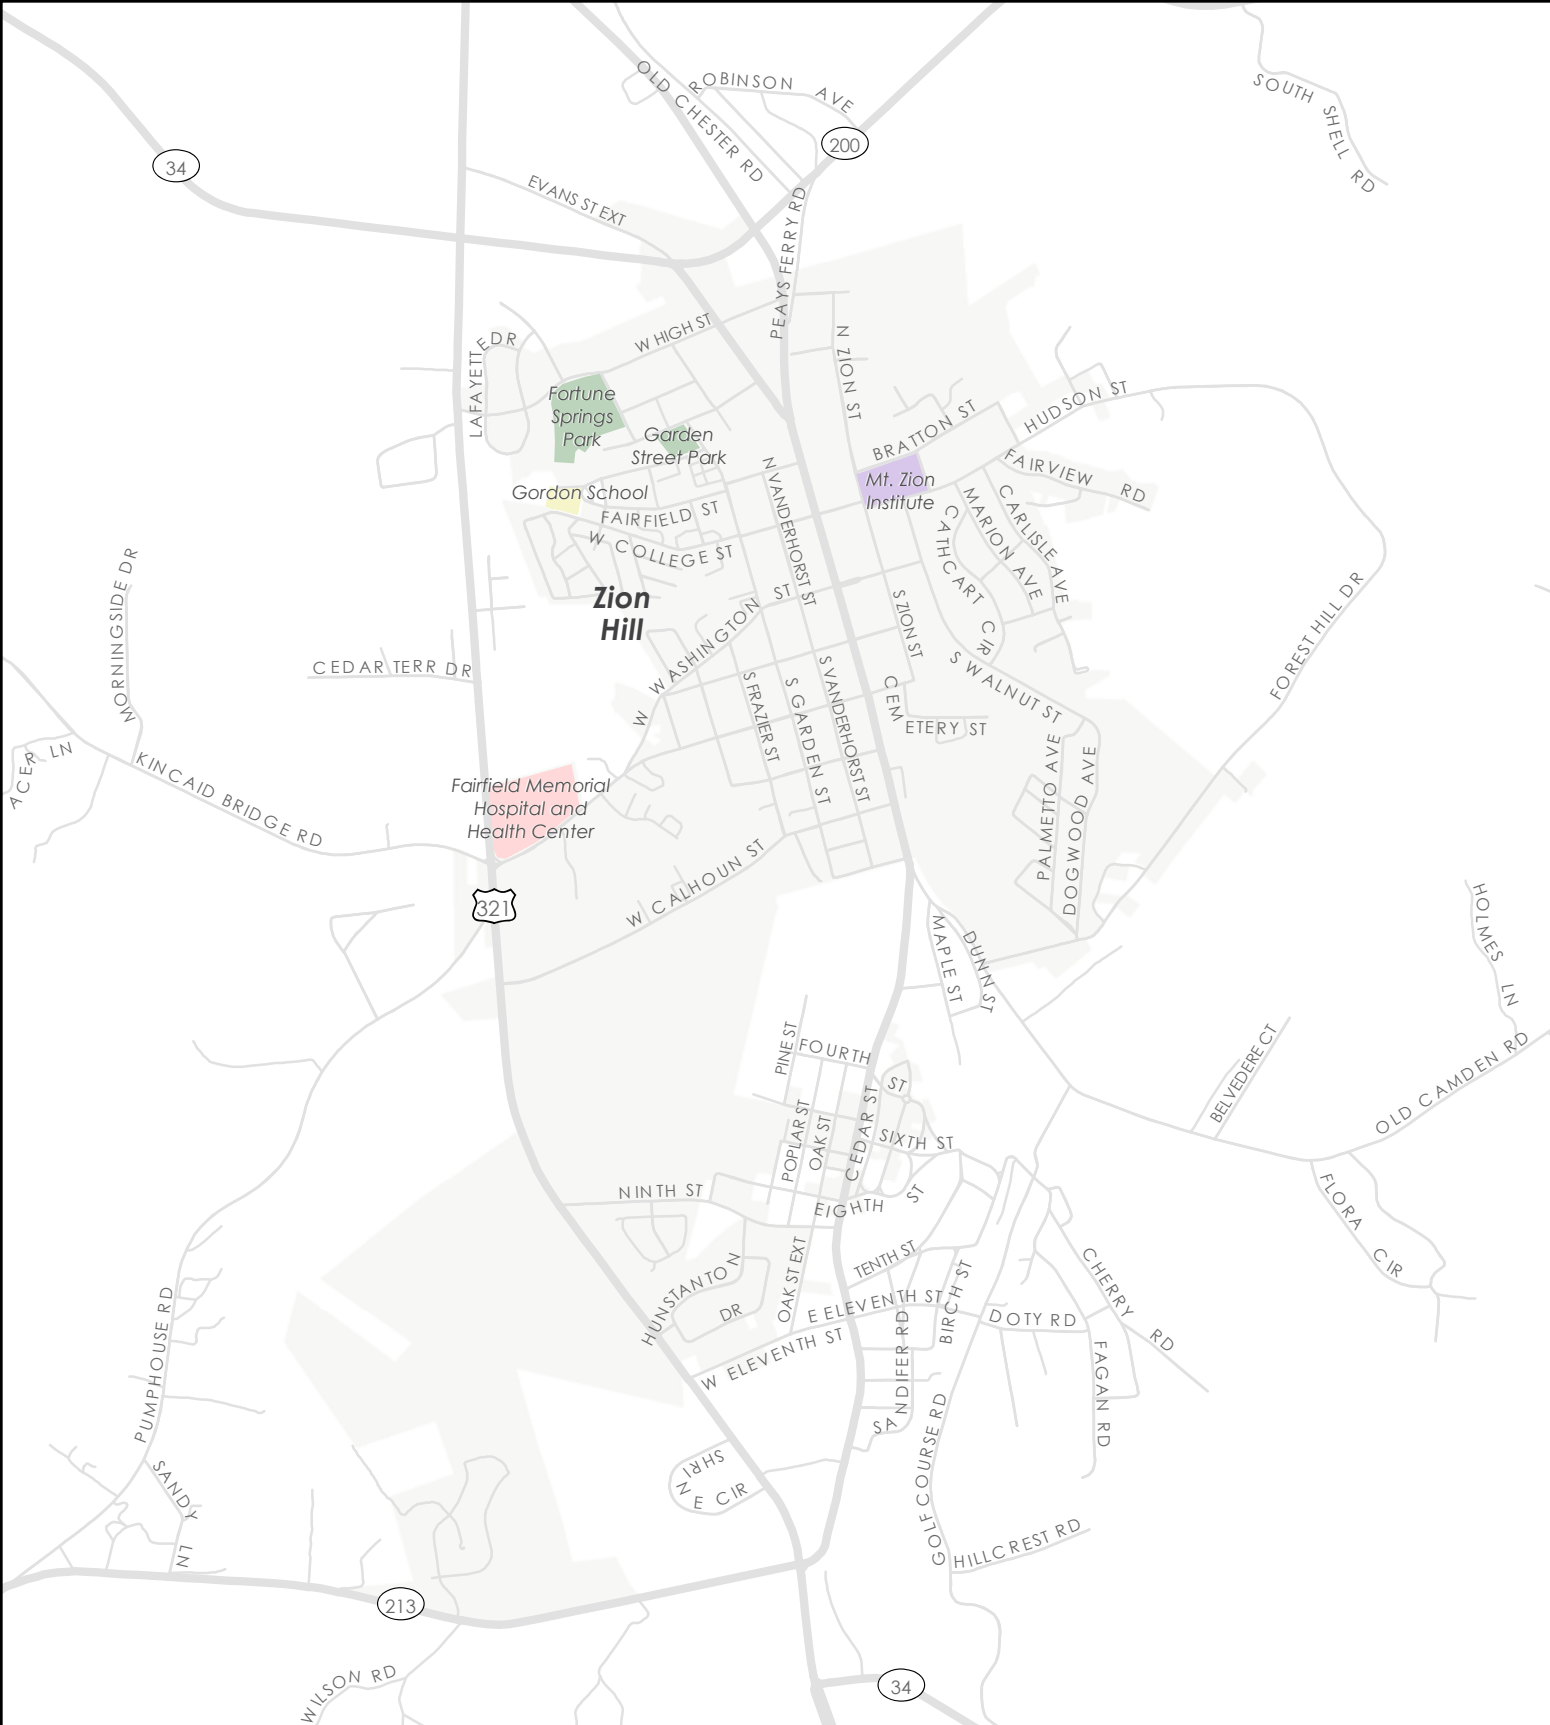 OLD CHESTER RD
ROBINSON AVE
SOUTH SHELL RD
200
34
EVANS ST EXT
PEAYS FERRY RD
W HIGH ST
N ZION ST
LAFAYETTE DR
Fortune
Springs
Park
Garden
Street Park
BRATTON ST
HUDSON ST
FAIRVIEW RD
Mt. Zion
Institute
Gordon School
FAIRFIELD ST
W COLLEGE ST
N VANDERHORST ST
CATHCART CIR
MARION AVE
CARLISLE AVE
MORNINGSIDE DR
Zion
Hill
W WASHINGTON ST
S ZION ST
FOREST HILL DR
CEDAR TERR DR
S WALNUT ST
S FRAZIER ST
S GARDEN ST
S VANDERHORST ST
CEMETERY ST
ACER LN
KINCAID BRIDGE RD
Fairfield Memorial
Hospital and
Health Center
PALMETTO AVE
DOGWOOD AVE
W CALHOUN ST
321
MAPLE ST
DUNN ST
HOLMES LN
PINE ST
FOURTH ST
BELVEDERE CT
OLD CAMDEN RD
POPLAR ST
OAK ST
CEDAR ST
SIXTH ST
NINTH ST
EIGHTH ST
FLORA CIR
HUNSTANTON DR
OAK ST EXT
TENTH ST
E ELEVENTH ST
BIRCH ST
CHERRY RD
DOTY RD
W ELEVENTH ST
SANDIFER RD
FAGAN RD
PUMPHOUSE RD
GOLF COURSE RD
SANDY LN
SHRINE CIR
HILLCREST RD
213
WILSON RD
34